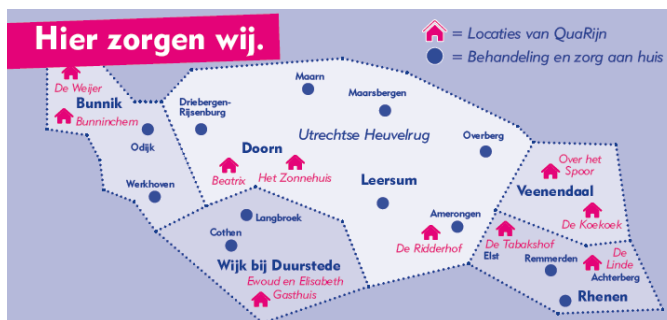 Hier zorgen wij.
= Locaties van QuaRijn
= Behandeling en zorg aan huis
De Weijer
Bunnik
Bunninchem
Odijk
Werkhoven
Driebergen-
Rijsenburg
Maarn
Maarsbergen
Utrechtse Heuvelrug
Overberg
Doorn
Beatrix
Het Zonnehuis
Leersum
Amerongen
De Ridderhof
Langbroek
Cothen
Wijk bij Duurstede
Ewoud en Elisabeth
Gasthuis
Over het
Spoor
Veenendaal
De Koekoek
De Tabakshof
Elst
Remmerden
De
Linde
Achterberg
Rhenen